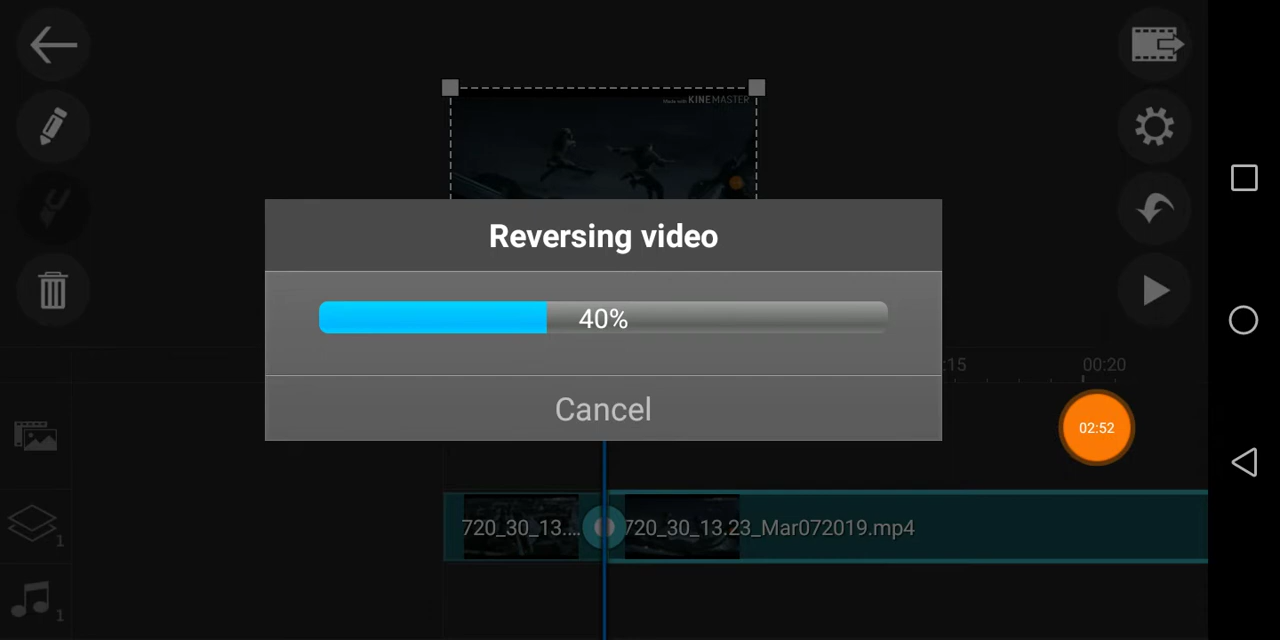 Made with KINEMASTER
Reversing video
40%
Cancel
:15
00:20
02:52
720_30_13.... 720_30_13.23_Mar072019.mp4
1
1